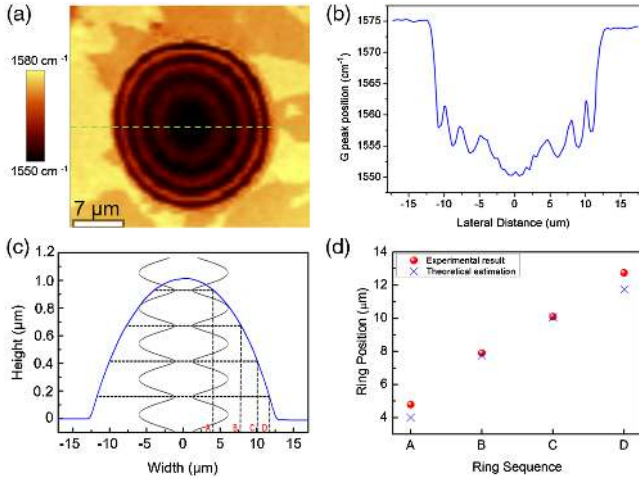 (a)
1580 cm -1
1550 cm -1
7 μm
(b)
G peak position (cm-1)
1575
1570
1565
1560
1555
1550
-15 -10 -5 0 5 10 15
Lateral Distance (um)
(c)
Height (μm)
1.2
1.0
0.8
0.6
0.4
0.2
0
A B C D
-15 -10 -5 0 5 10 15
Width (μm)
(d)
Ring Position (μm)
14
12
10
8
6
4
Experimental result
Theoretical estimation
A B C D
Ring Sequence